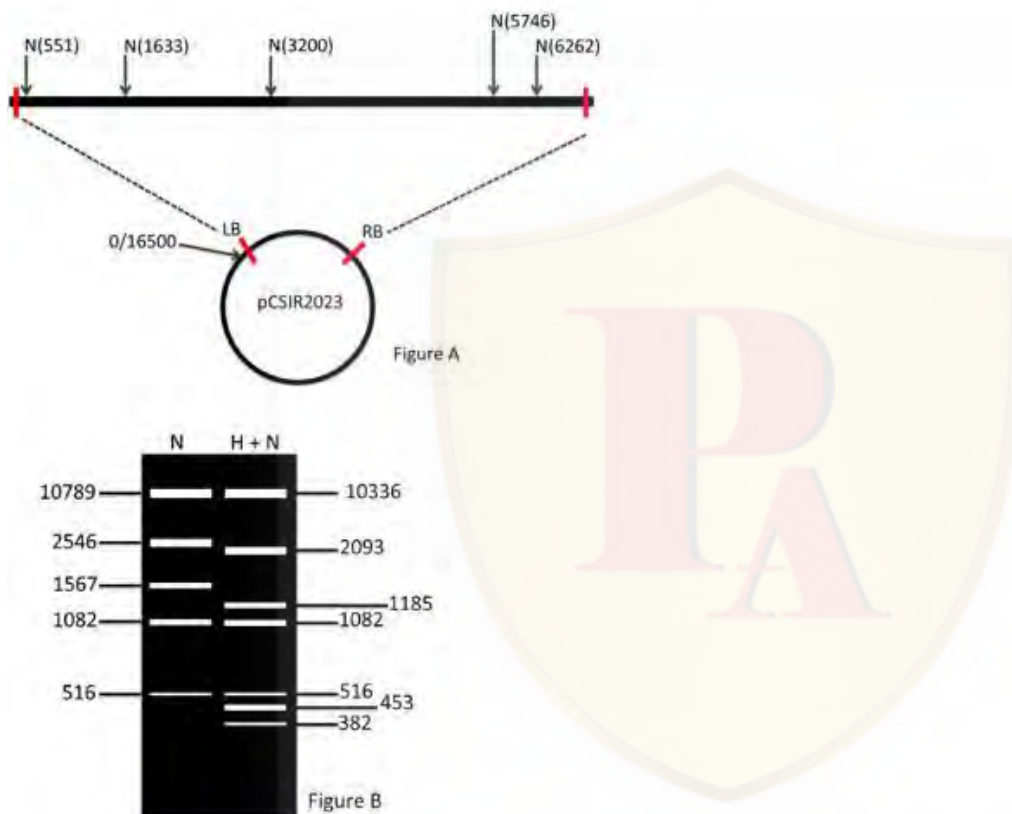 N(551) N(1633) N(3200) N(5746) N(6262)
LB RB
0/16500
pCSIR2023
Figure A
N H + N
10789 10336
2546 2093
1567 1185
1082 1082
516 516
453
382
Figure B
PA